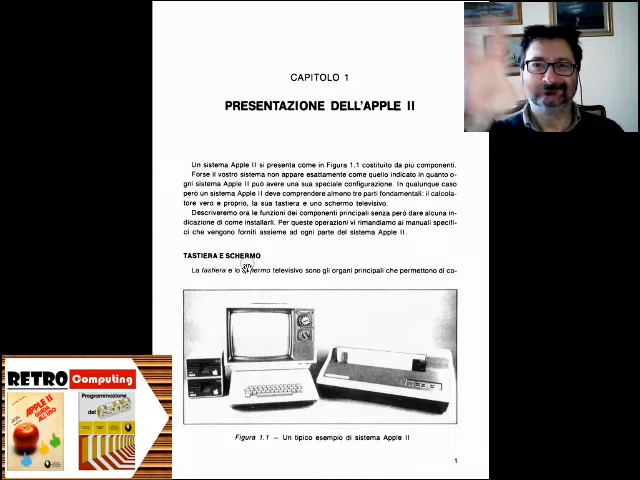 CAPITOLO 1
PRESENTAZIONE DELL'APPLE II
Un sistema Apple II si presenta come in Figura 1.1 costituito da più componenti.
Forse il vostro sistema non appare esattamente come quello indicato in quanto o-
gni sistema Apple II può avere una sua speciale configurazione. In qualunque caso
però un sistema Apple II deve comprendere almeno tre parti fondamentali: il calcola-
tore vero e proprio, la sua tastiera e uno schermo televisivo.
Descriveremo ora le funzioni dei componenti principali senza però dare alcuna in-
dicazione di come installarli. Per queste operazioni vi rimandiamo ai manuali specifi-
ci che vengono forniti assieme ad ogni parte del sistema Apple II.
TASTIERA E SCHERMO
La tastiera e lo schermo televisivo sono gli organi principali che permettono di co-
Figura 1.1 — Un tipico esempio di sistema Apple II
1
RETRO Computing
APPLE II
GUIDA
ALL'USO
Programmazione
del